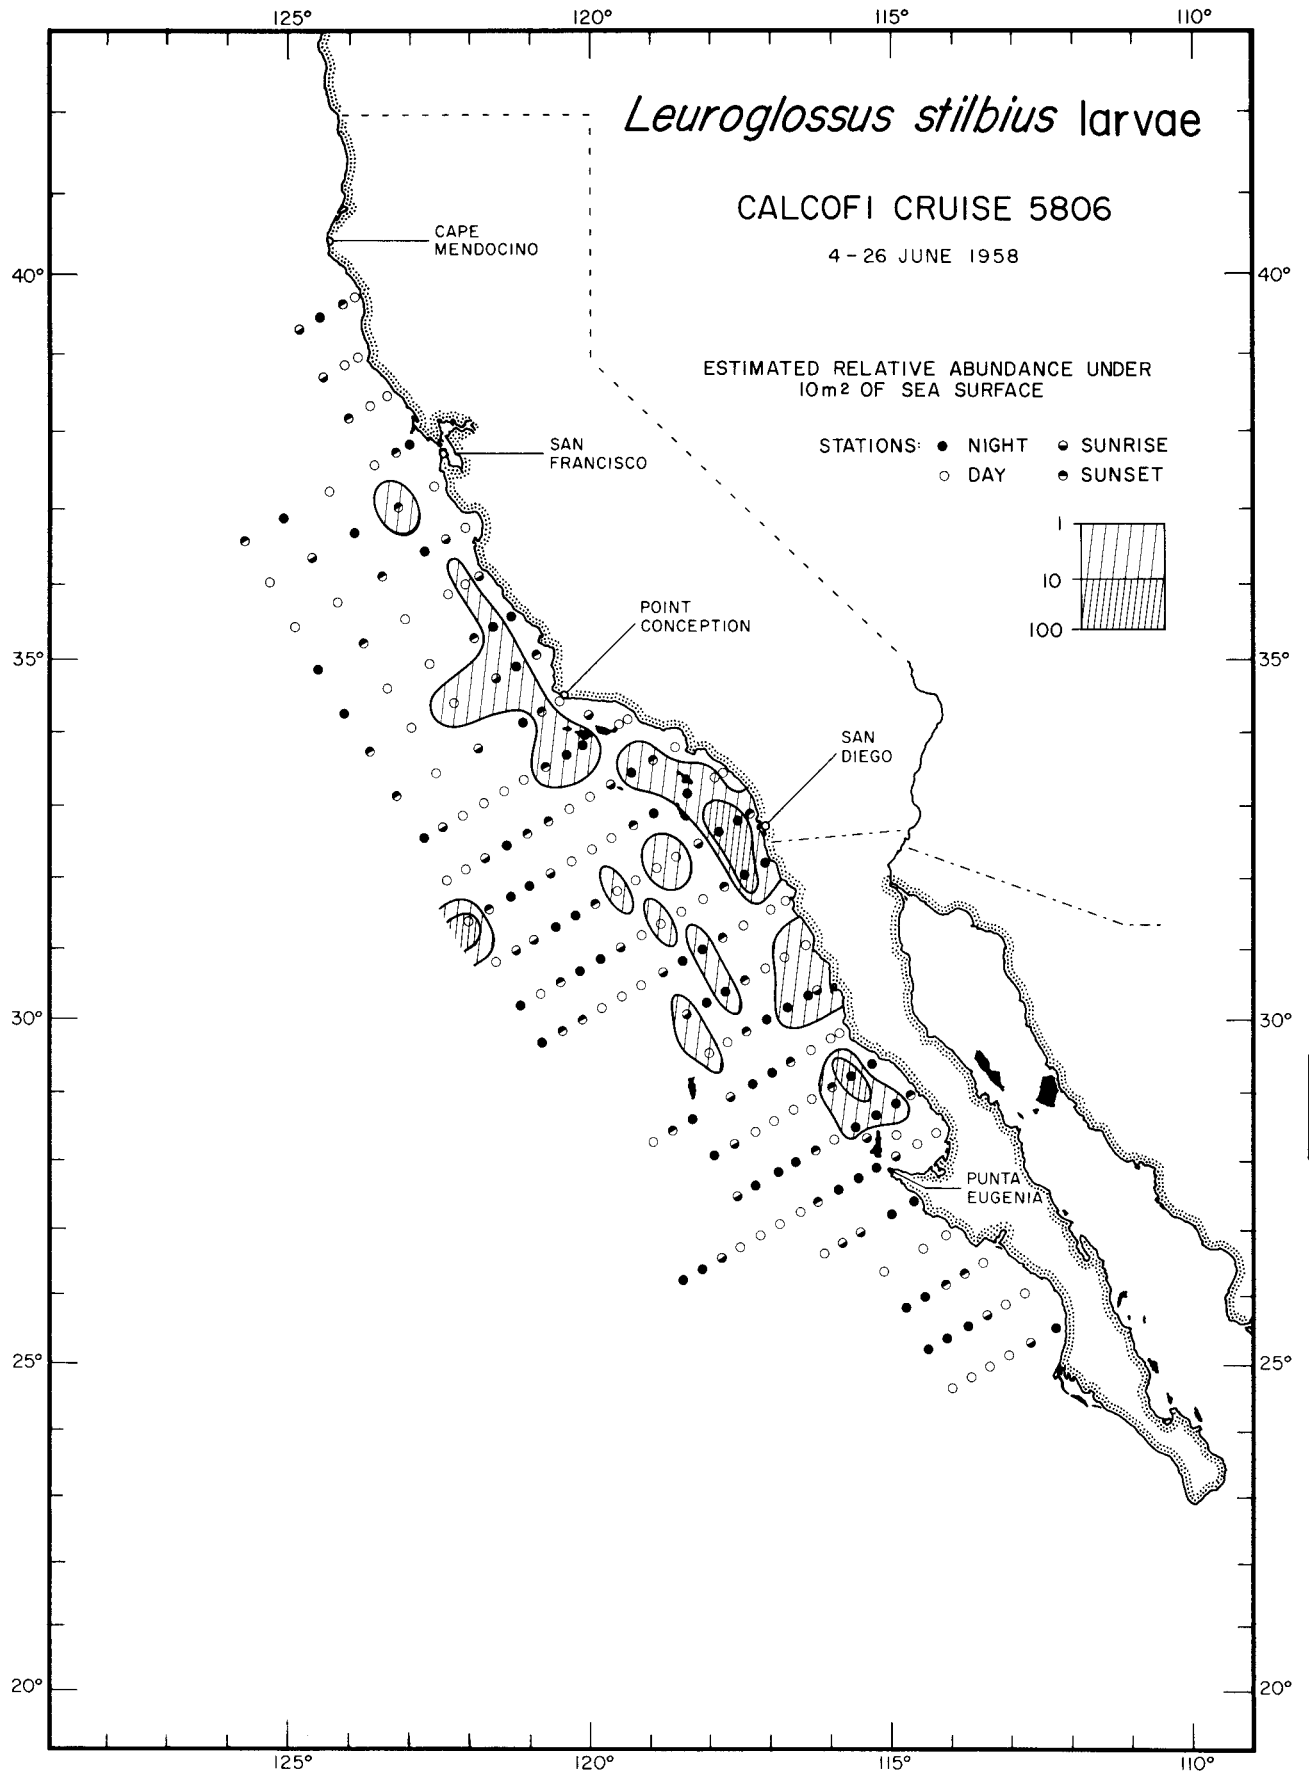 125° 120° 115° 110°
Leuroglossus stilbius larvae
CALCOFI CRUISE 5806
4-26 JUNE 1958
CAPE
MENDOCINO
40° 40°
ESTIMATED RELATIVE ABUNDANCE UNDER
10m² OF SEA SURFACE
STATIONS: NIGHT SUNRISE
DAY SUNSET
SAN
FRANCISCO
1
10
100
POINT
CONCEPTION
35° 35°
SAN
DIEGO
30° 30°
PUNTA
EUGENIA
25° 25°
20° 20°
125° 120° 115° 110°